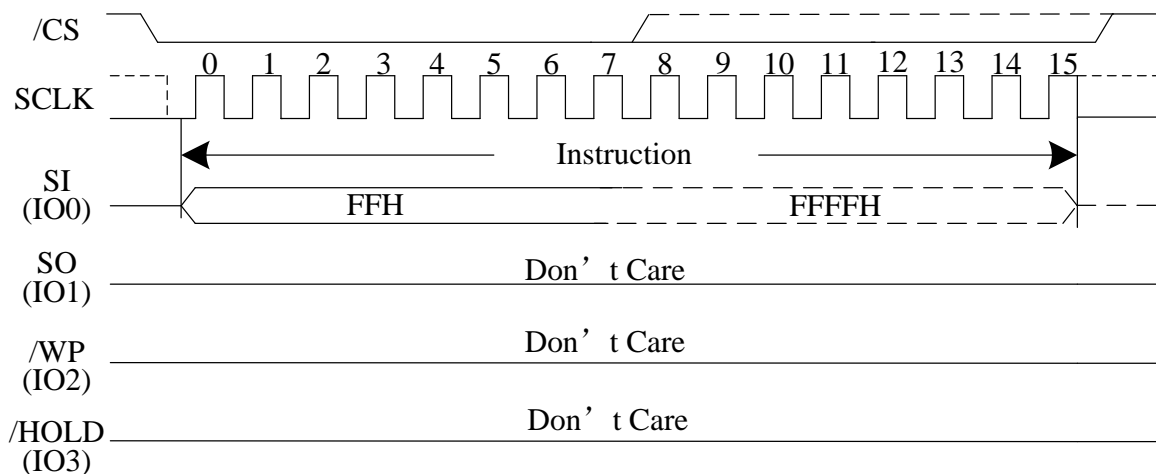 /CS
0 1 2 3 4 5 6 7 8 9 10 11 12 13 14 15
SCLK
Instruction
SI
(IO0)
FFH
FFFFH
SO
(IO1)
Don’t Care
/WP
(IO2)
Don’t Care
/HOLD
(IO3)
Don’t Care